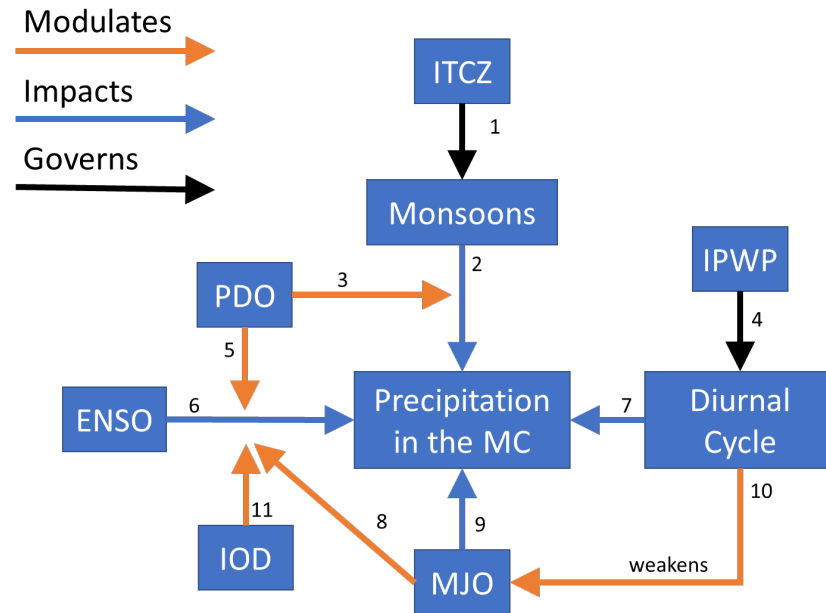 Modulates
Impacts
Governs
ITCZ
1
Monsoons
2
IPWP
4
PDO
3
5
ENSO
6
Precipitation
in the MC
7
Diurnal
Cycle
10
11
8
9
IOD
MJO
weakens